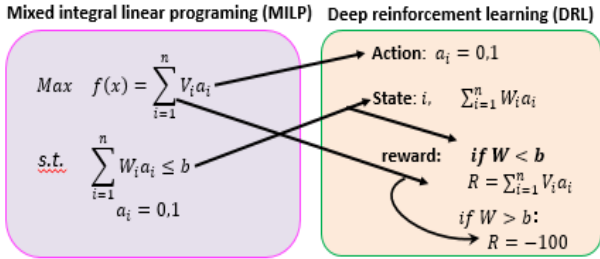 Mixed integral linear programing (MILP)
Max f(x) = ∑_{i=1}^{n} V_i a_i
s.t. ∑_{i=1}^{n} W_i a_i ≤ b
a_i = 0,1
Deep reinforcement learning (DRL)
Action: a_i = 0,1
State: i, ∑_{i=1}^{n} W_i a_i
reward: if W < b
R = ∑_{i=1}^{n} V_i a_i
if W > b:
R = −100